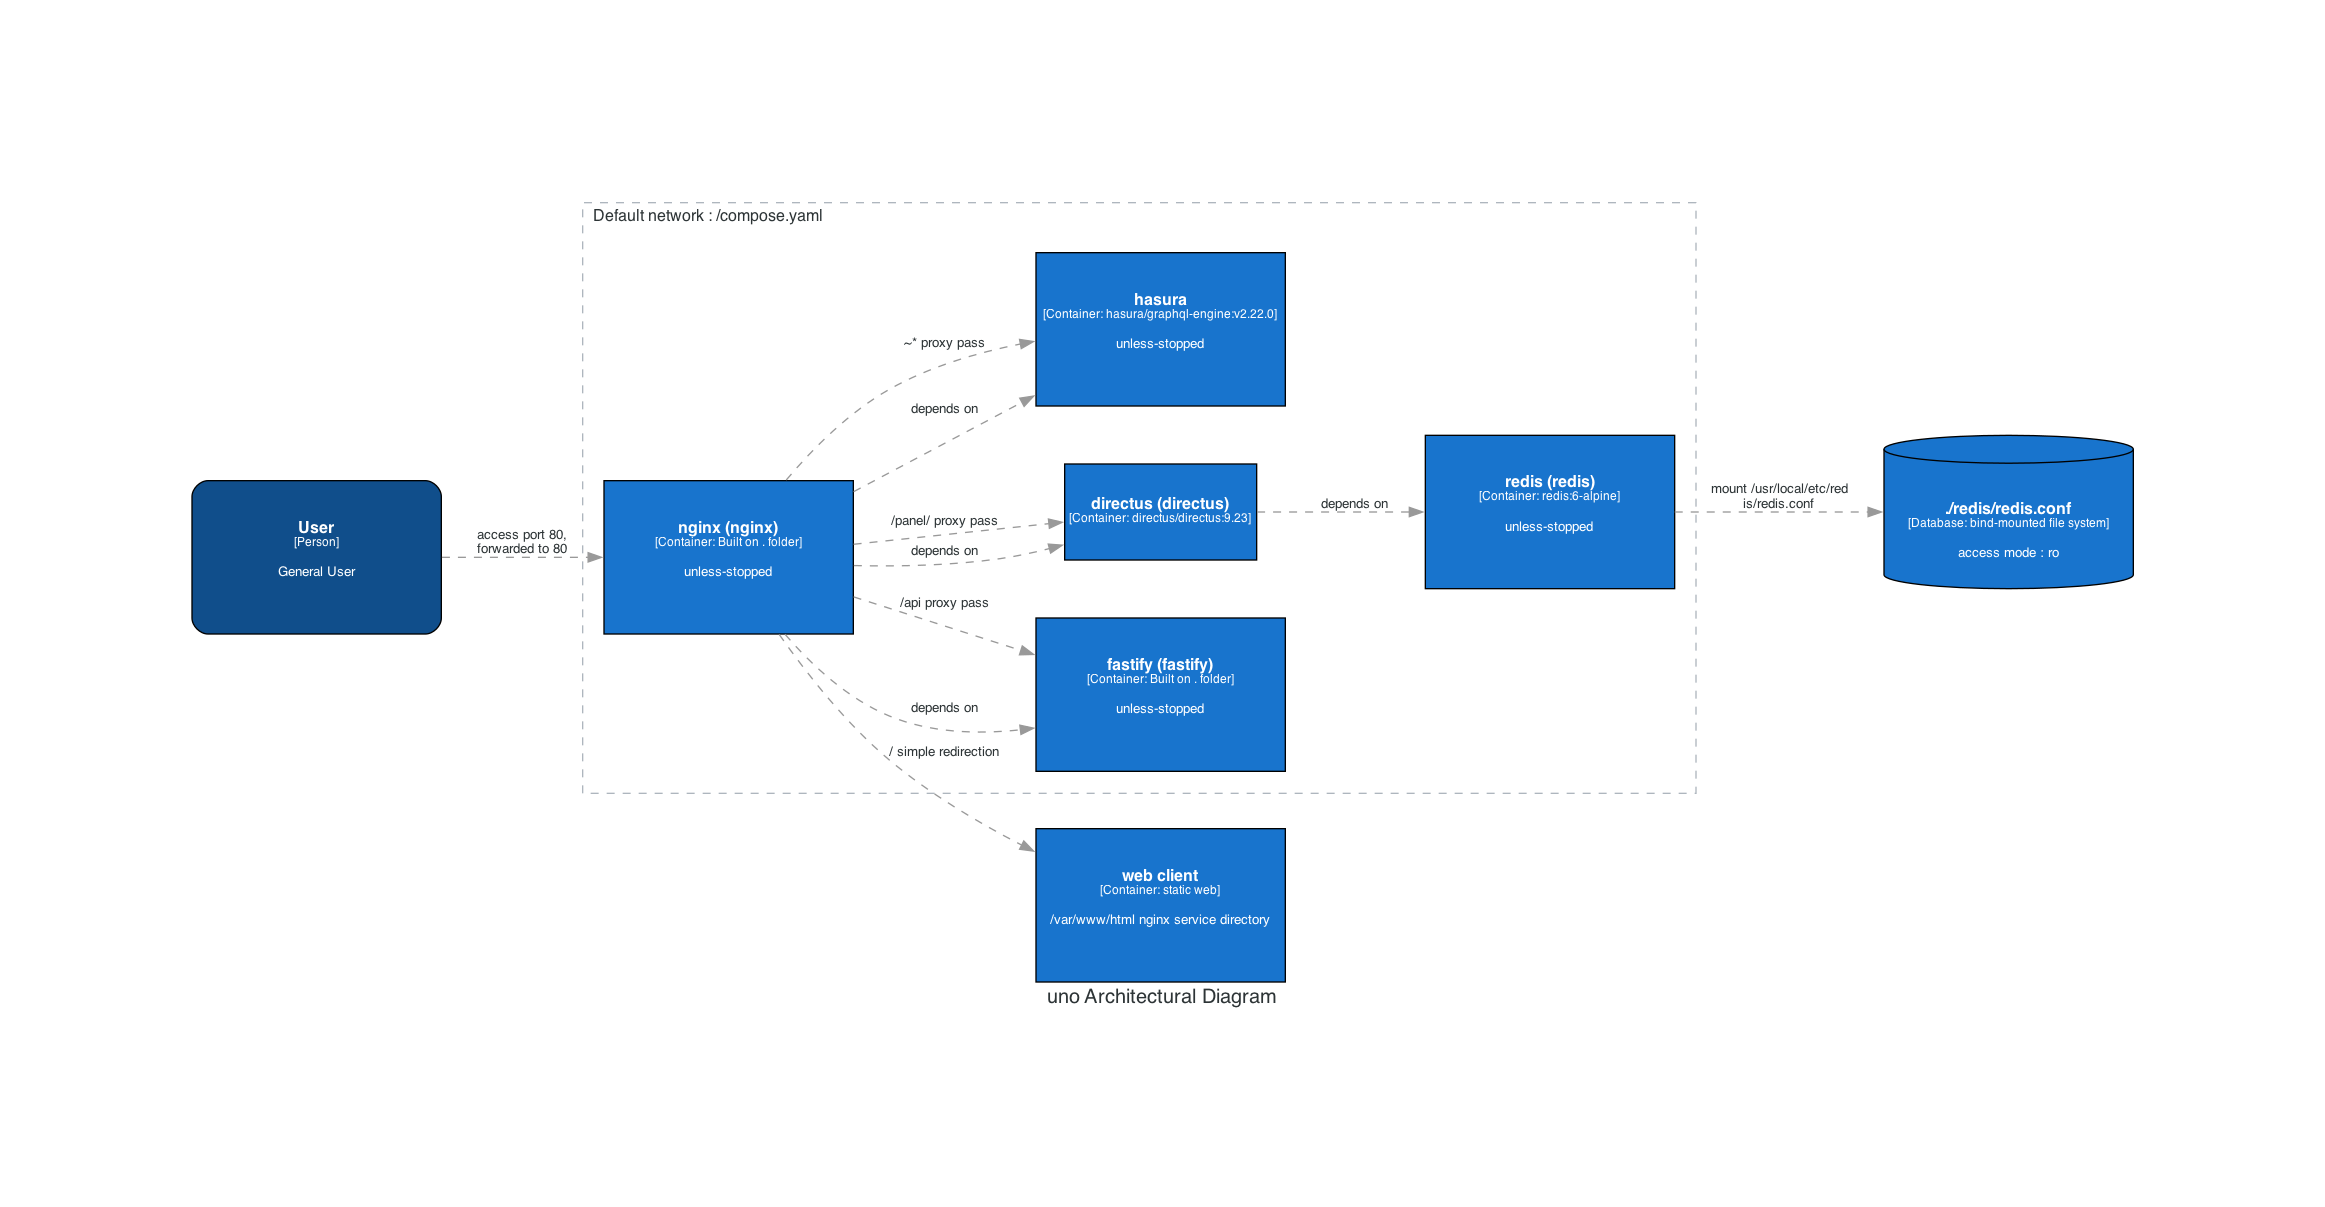 Default network : /compose.yaml
User
[Person]
General User
access port 80,
forwarded to 80
nginx (nginx)
[Container: Built on . folder]
unless-stopped
~* proxy pass
depends on
/panel/ proxy pass
depends on
/api proxy pass
depends on
/ simple redirection
hasura
[Container: hasura/graphql-engine:v2.22.0]
unless-stopped
directus (directus)
[Container: directus/directus:9.23]
fastify (fastify)
[Container: Built on . folder]
unless-stopped
web client
[Container: static web]
/var/www/html nginx service directory
depends on
redis (redis)
[Container: redis:6-alpine]
unless-stopped
mount /usr/local/etc/red
is/redis.conf
./redis/redis.conf
[Database: bind-mounted file system]
access mode : ro
uno Architectural Diagram